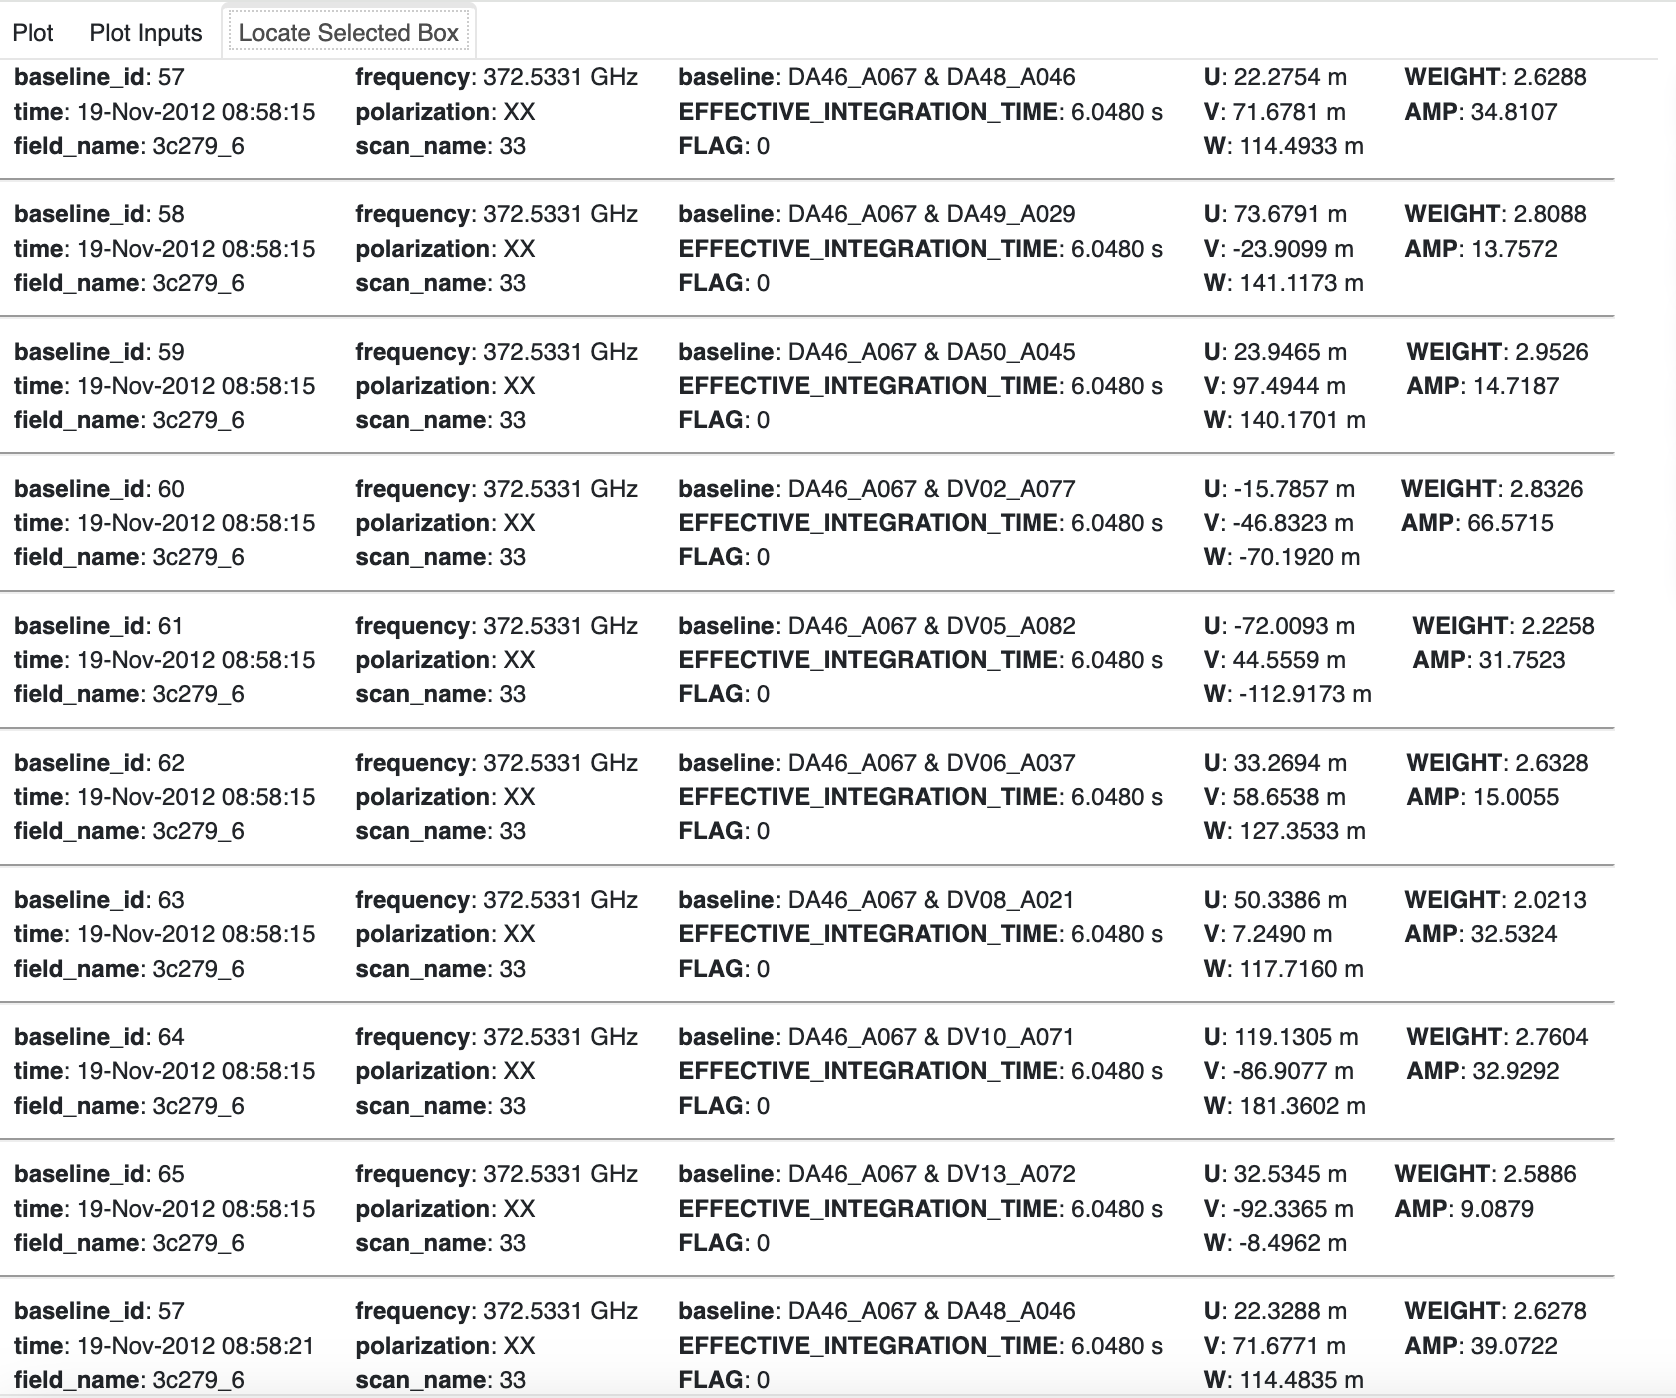 Plot Plot Inputs Locate Selected Box
baseline_id: 57 frequency: 372.5331 GHz baseline: DA46_A067 & DA48_A046 U: 22.2754 m WEIGHT: 2.6288
time: 19-Nov-2012 08:58:15 polarization: XX EFFECTIVE_INTEGRATION_TIME: 6.0480 s V: 71.6781 m AMP: 34.8107
field_name: 3c279_6 scan_name: 33 FLAG: 0 W: 114.4933 m
baseline_id: 58 frequency: 372.5331 GHz baseline: DA46_A067 & DA49_A029 U: 73.6791 m WEIGHT: 2.8088
time: 19-Nov-2012 08:58:15 polarization: XX EFFECTIVE_INTEGRATION_TIME: 6.0480 s V: -23.9099 m AMP: 13.7572
field_name: 3c279_6 scan_name: 33 FLAG: 0 W: 141.1173 m
baseline_id: 59 frequency: 372.5331 GHz baseline: DA46_A067 & DA50_A045 U: 23.9465 m WEIGHT: 2.9526
time: 19-Nov-2012 08:58:15 polarization: XX EFFECTIVE_INTEGRATION_TIME: 6.0480 s V: 97.4944 m AMP: 14.7187
field_name: 3c279_6 scan_name: 33 FLAG: 0 W: 140.1701 m
baseline_id: 60 frequency: 372.5331 GHz baseline: DA46_A067 & DV02_A077 U: -15.7857 m WEIGHT: 2.8326
time: 19-Nov-2012 08:58:15 polarization: XX EFFECTIVE_INTEGRATION_TIME: 6.0480 s V: -46.8323 m AMP: 66.5715
field_name: 3c279_6 scan_name: 33 FLAG: 0 W: -70.1920 m
baseline_id: 61 frequency: 372.5331 GHz baseline: DA46_A067 & DV05_A082 U: -72.0093 m WEIGHT: 2.2258
time: 19-Nov-2012 08:58:15 polarization: XX EFFECTIVE_INTEGRATION_TIME: 6.0480 s V: 44.5559 m AMP: 31.7523
field_name: 3c279_6 scan_name: 33 FLAG: 0 W: -112.9173 m
baseline_id: 62 frequency: 372.5331 GHz baseline: DA46_A067 & DV06_A037 U: 33.2694 m WEIGHT: 2.6328
time: 19-Nov-2012 08:58:15 polarization: XX EFFECTIVE_INTEGRATION_TIME: 6.0480 s V: 58.6538 m AMP: 15.0055
field_name: 3c279_6 scan_name: 33 FLAG: 0 W: 127.3533 m
baseline_id: 63 frequency: 372.5331 GHz baseline: DA46_A067 & DV08_A021 U: 50.3386 m WEIGHT: 2.0213
time: 19-Nov-2012 08:58:15 polarization: XX EFFECTIVE_INTEGRATION_TIME: 6.0480 s V: 7.2490 m AMP: 32.5324
field_name: 3c279_6 scan_name: 33 FLAG: 0 W: 117.7160 m
baseline_id: 64 frequency: 372.5331 GHz baseline: DA46_A067 & DV10_A071 U: 119.1305 m WEIGHT: 2.7604
time: 19-Nov-2012 08:58:15 polarization: XX EFFECTIVE_INTEGRATION_TIME: 6.0480 s V: -86.9077 m AMP: 32.9292
field_name: 3c279_6 scan_name: 33 FLAG: 0 W: 181.3602 m
baseline_id: 65 frequency: 372.5331 GHz baseline: DA46_A067 & DV13_A072 U: 32.5345 m WEIGHT: 2.5886
time: 19-Nov-2012 08:58:15 polarization: XX EFFECTIVE_INTEGRATION_TIME: 6.0480 s V: -92.3365 m AMP: 9.0879
field_name: 3c279_6 scan_name: 33 FLAG: 0 W: -8.4962 m
baseline_id: 57 frequency: 372.5331 GHz baseline: DA46_A067 & DA48_A046 U: 22.3288 m WEIGHT: 2.6278
time: 19-Nov-2012 08:58:21 polarization: XX EFFECTIVE_INTEGRATION_TIME: 6.0480 s V: 71.6771 m AMP: 39.0722
field_name: 3c279_6 scan_name: 33 FLAG: 0 W: 114.4835 m